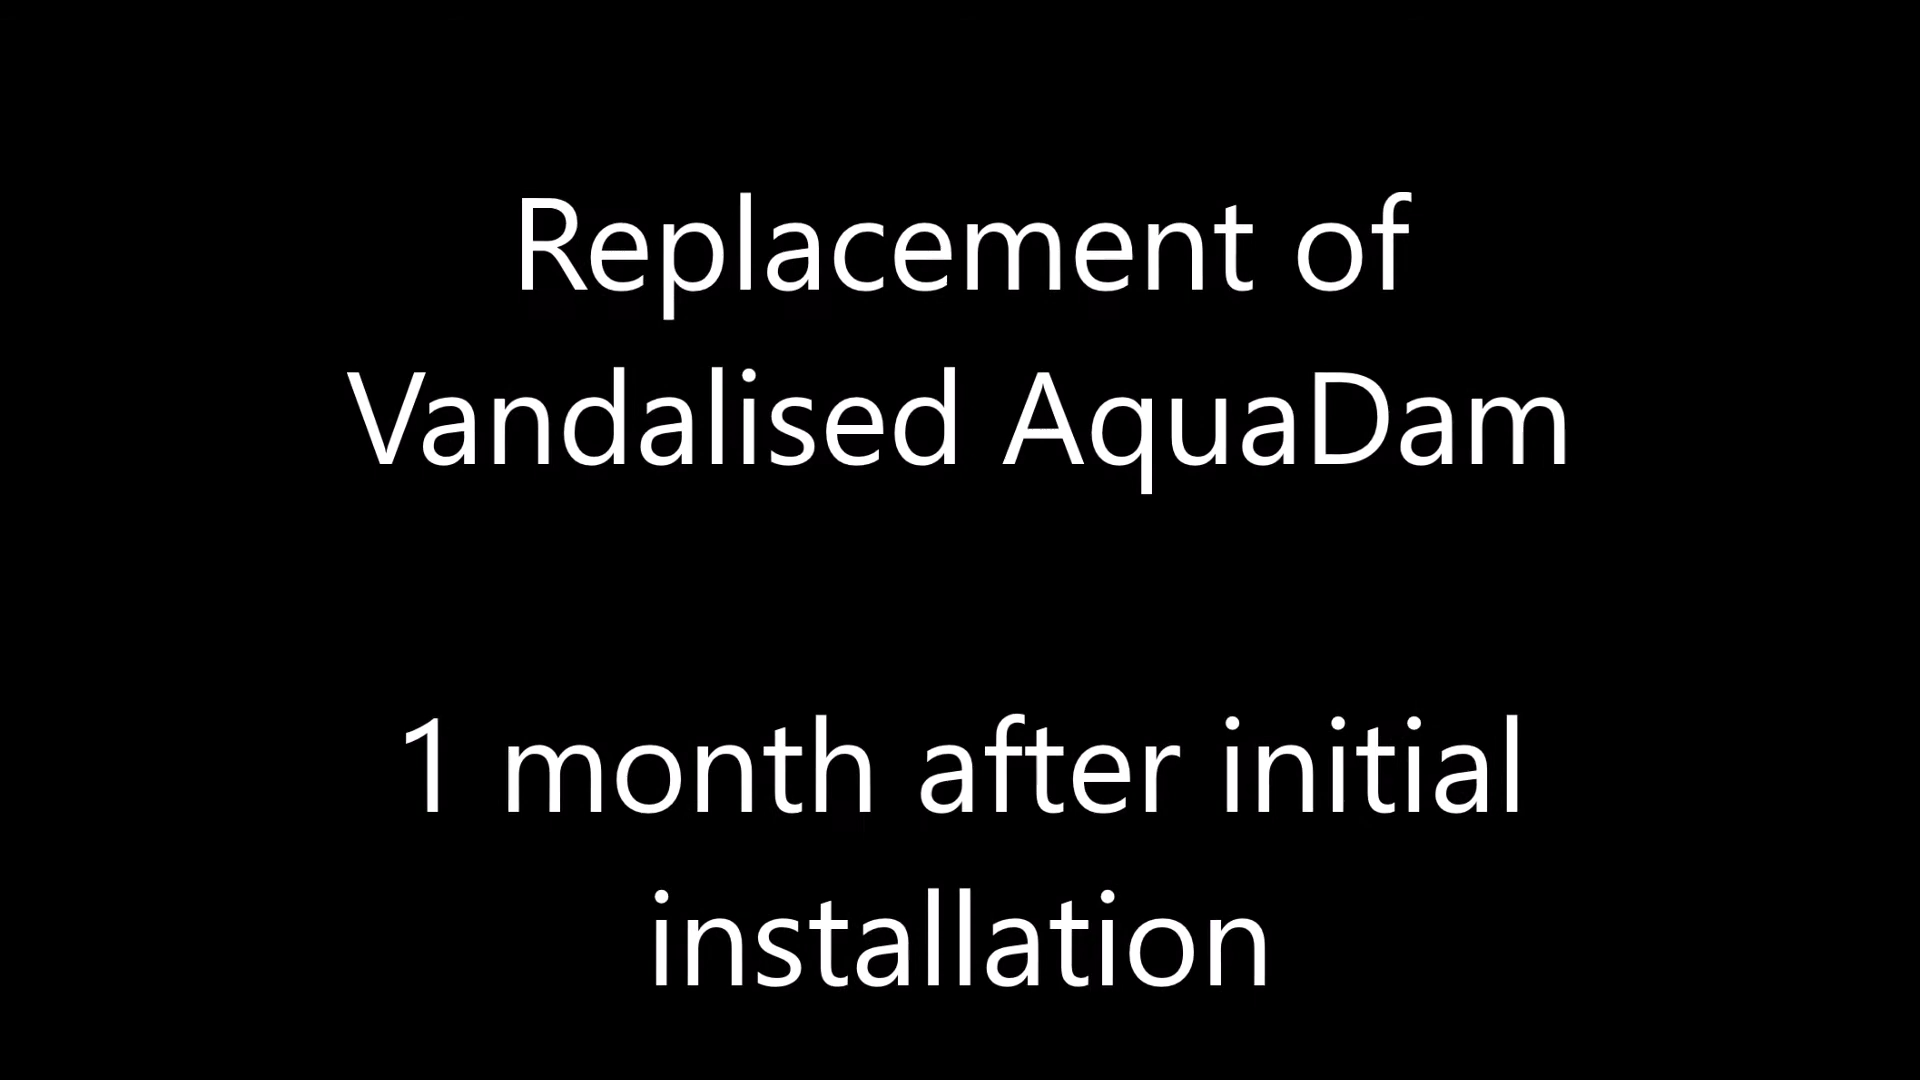 Replacement of
Vandalised AquaDam
1 month after initial
installation